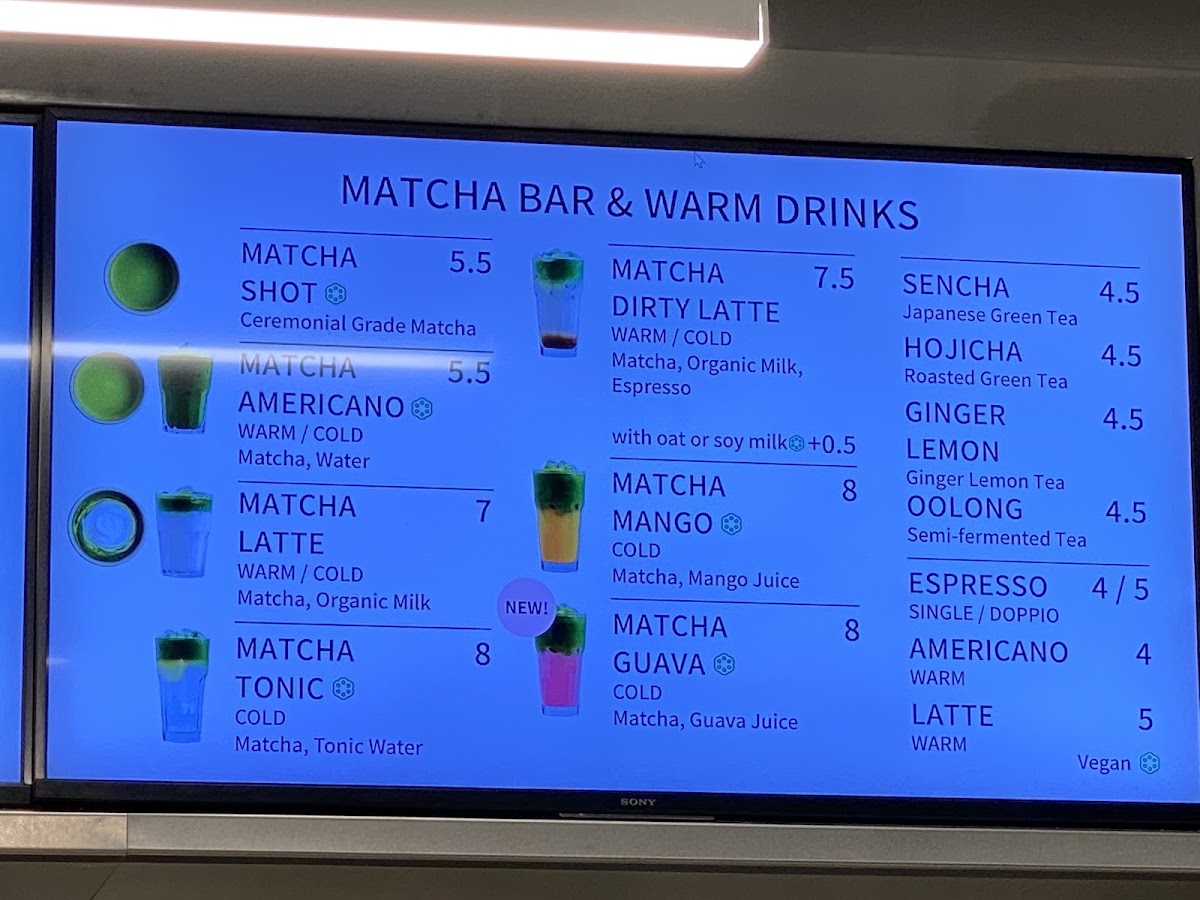 MATCHA BAR & WARM DRINKS
MATCHA 5.5
SHOT
Ceremonial Grade Matcha
MATCHA 5.5
AMERICANO
WARM / COLD
Matcha, Water
MATCHA 7
LATTE
WARM / COLD
Matcha, Organic Milk
MATCHA 8
TONIC
COLD
Matcha, Tonic Water
MATCHA 7.5
DIRTY LATTE
WARM / COLD
Matcha, Organic Milk,
Espresso
with oat or soy milk +0.5
MATCHA 8
MANGO
COLD
Matcha, Mango Juice
NEW!
MATCHA 8
GUAVA
COLD
Matcha, Guava Juice
SENCHA 4.5
Japanese Green Tea
HOJICHA 4.5
Roasted Green Tea
GINGER 4.5
LEMON
Ginger Lemon Tea
OOLONG 4.5
Semi-fermented Tea
ESPRESSO 4 / 5
SINGLE / DOPPIO
AMERICANO 4
WARM
LATTE 5
WARM
Vegan
SONY